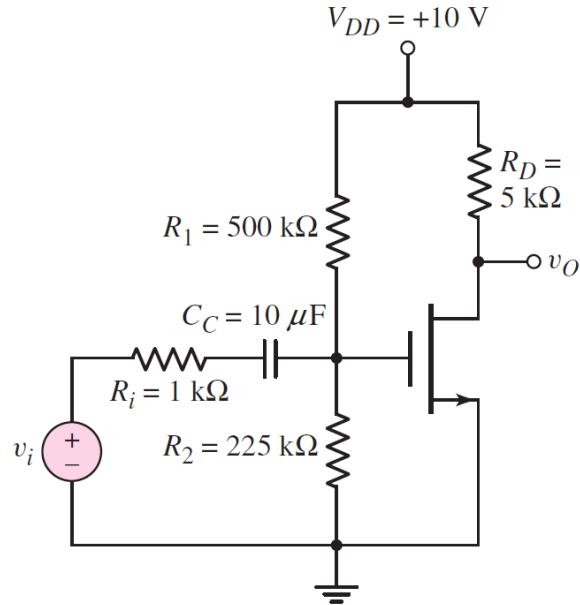 V_DD = +10 V
R_D =
5 kΩ
R_1 = 500 kΩ
v_O
C_C = 10 μF
R_i = 1 kΩ
R_2 = 225 kΩ
v_i
+
−